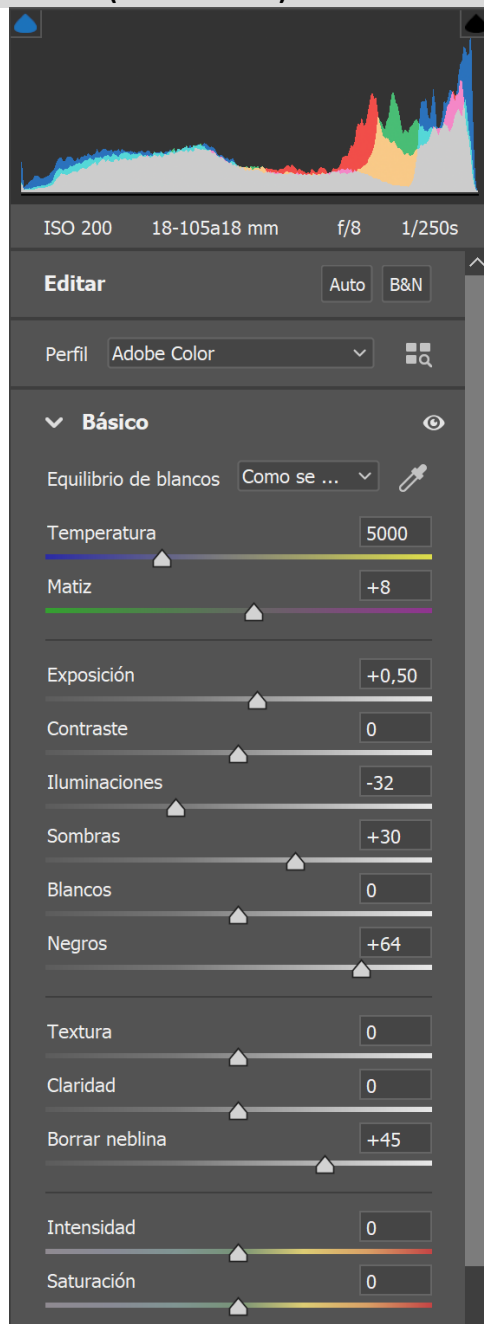 ISO 200 18-105a18 mm f/8 1/250s
Editar Auto B&N
Perfil Adobe Color
Básico
Equilibrio de blancos Como se ...
Temperatura 5000
Matiz +8
Exposición +0,50
Contraste 0
Iluminaciones -32
Sombras +30
Blancos 0
Negros +64
Textura 0
Claridad 0
Borrar neblina +45
Intensidad 0
Saturación 0